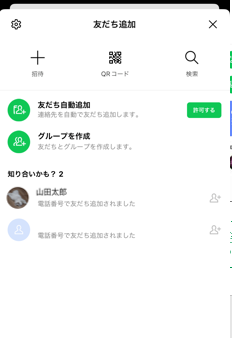 友だち追加
招待
QRコード
検索
友だち自動追加
連絡先を自動で友だち追加します。
許可する
グループを作成
友だちとグループを作成します。
知り合いかも？ 2
山田太郎
電話番号で友だち追加されました
電話番号で友だち追加されました